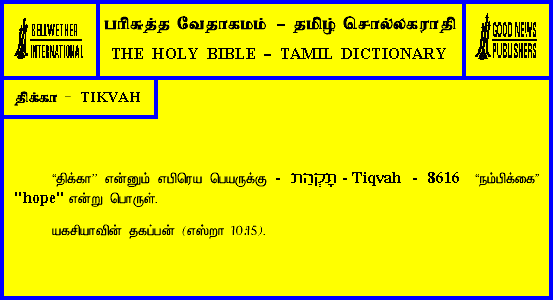 BELLWETHER
INTERNATIONAL
பரிசுத்த வேதாகமம் – தமிழ் சொல்லகராதி
THE HOLY BIBLE – TAMIL DICTIONARY
GOOD NEWS
PUBLISHERS
திக்கா – TIKVAH
“திக்கா” என்னும் எபிரெய பெயருக்கு - תָּקְהַת - Tiqvah - 8616 “நம்பிக்கை”
"hope" என்று பொருள்.
யகசியாவின் தகப்பன் (எஸ்றா 10:15).